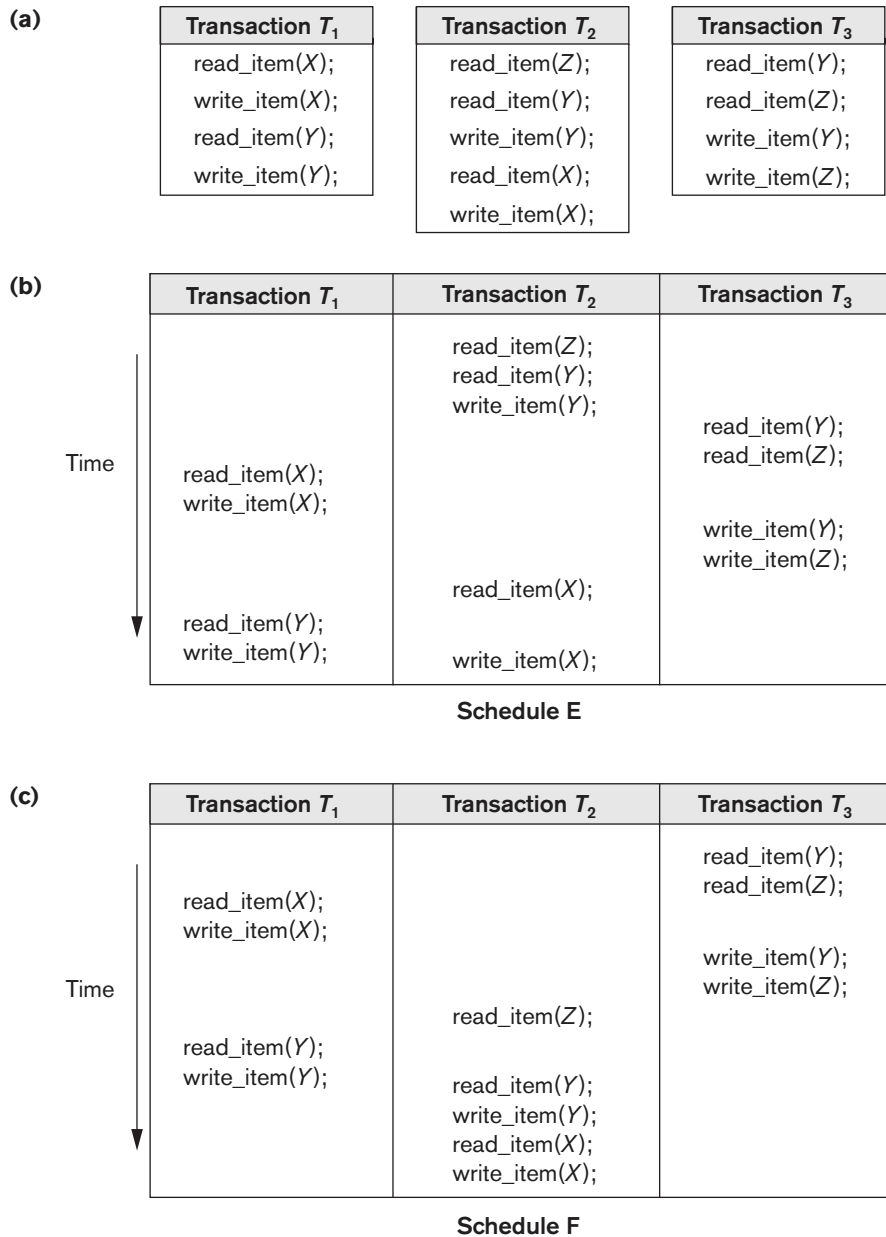 (a)
Transaction T1 Transaction T2 Transaction T3
read_item(X); read_item(Z); read_item(Y);
write_item(X); read_item(Y); read_item(Z);
read_item(Y); write_item(Y); write_item(Y);
write_item(Y); read_item(X); write_item(Z);
write_item(X);
(b)
Transaction T1 Transaction T2 Transaction T3
read_item(Z);
read_item(Y);
write_item(Y);
read_item(Y);
read_item(Z);
Time
read_item(X);
write_item(X);
write_item(Y);
write_item(Z);
read_item(X);
read_item(Y);
write_item(Y); write_item(X);
Schedule E
(c)
Transaction T1 Transaction T2 Transaction T3
read_item(Y);
read_item(Z);
read_item(X);
write_item(X);
write_item(Y);
Time write_item(Z);
read_item(Z);
read_item(Y);
write_item(Y);
read_item(Y);
write_item(Y);
read_item(X);
write_item(X);
Schedule F